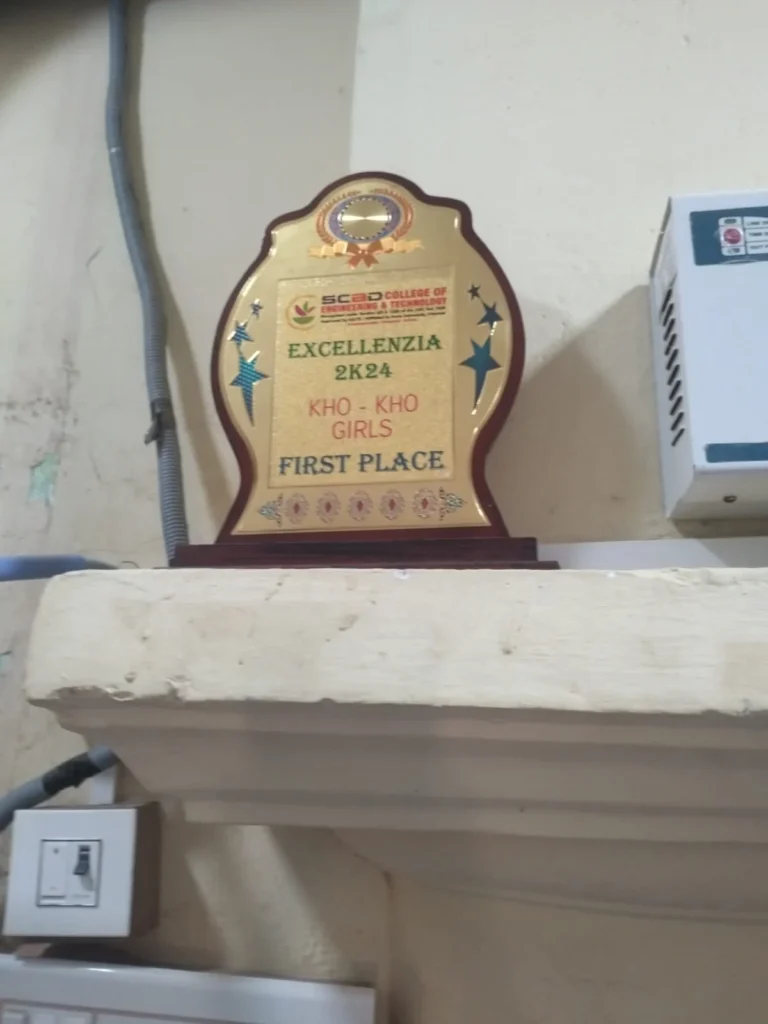 SCAD COLLEGE OF
ENGINEERING & TECHNOLOGY
EXCELLENZIA
2K24
KHO - KHO
GIRLS
FIRST PLACE